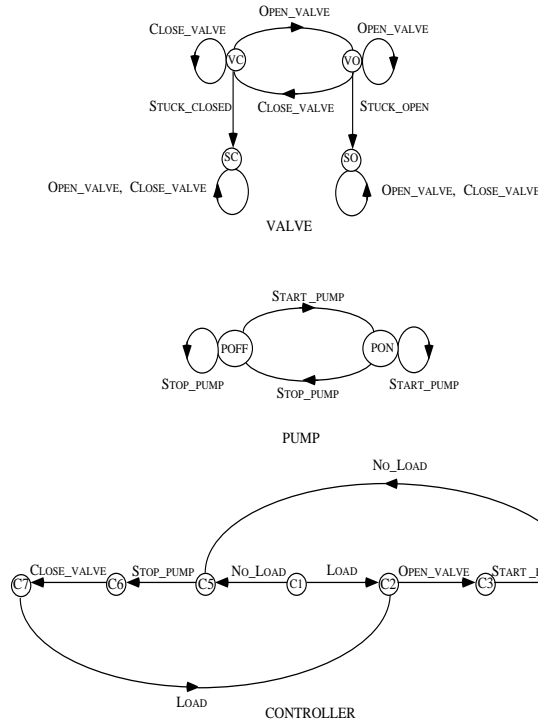 OPEN_VALVE
CLOSE_VALVE
OPEN_VALVE
VC
VO
STUCK_CLOSED
CLOSE_VALVE
STUCK_OPEN
SC
SO
OPEN_VALVE, CLOSE_VALVE
OPEN_VALVE, CLOSE_VALVE
VALVE
START_PUMP
POFF
PON
STOP_PUMP
STOP_PUMP
START_PUMP
PUMP
NO_LOAD
CLOSE_VALVE
STOP_PUMP
NO_LOAD
LOAD
OPEN_VALVE
START_P
C7
C6
C5
C1
C2
C3
LOAD
CONTROLLER